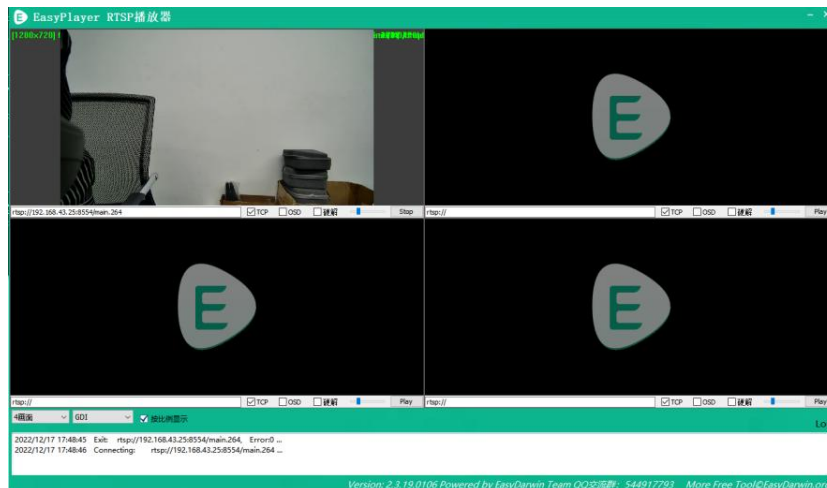 EasyPlayer RTSP播放器
[1280x720]
rtsp://192.168.43.25:8554/main.264 TCP OSD 硬解 Stop
rtsp:// TCP OSD 硬解 Play
E
E
rtsp:// TCP OSD 硬解 Play
rtsp:// TCP OSD 硬解 Play
E
4画面 GDI 按比例显示
2022/12/17 17:48:45 Exit: rtsp://192.168.43.25:8554/main.264, Error:0 ...
2022/12/17 17:48:46 Connecting: rtsp://192.168.43.25:8554/main.264 ...
Version: 2.3.19.0106 Powered by EasyDarwin Team QQ交流群：544917793 More Free Tool@EasyDarwin.org